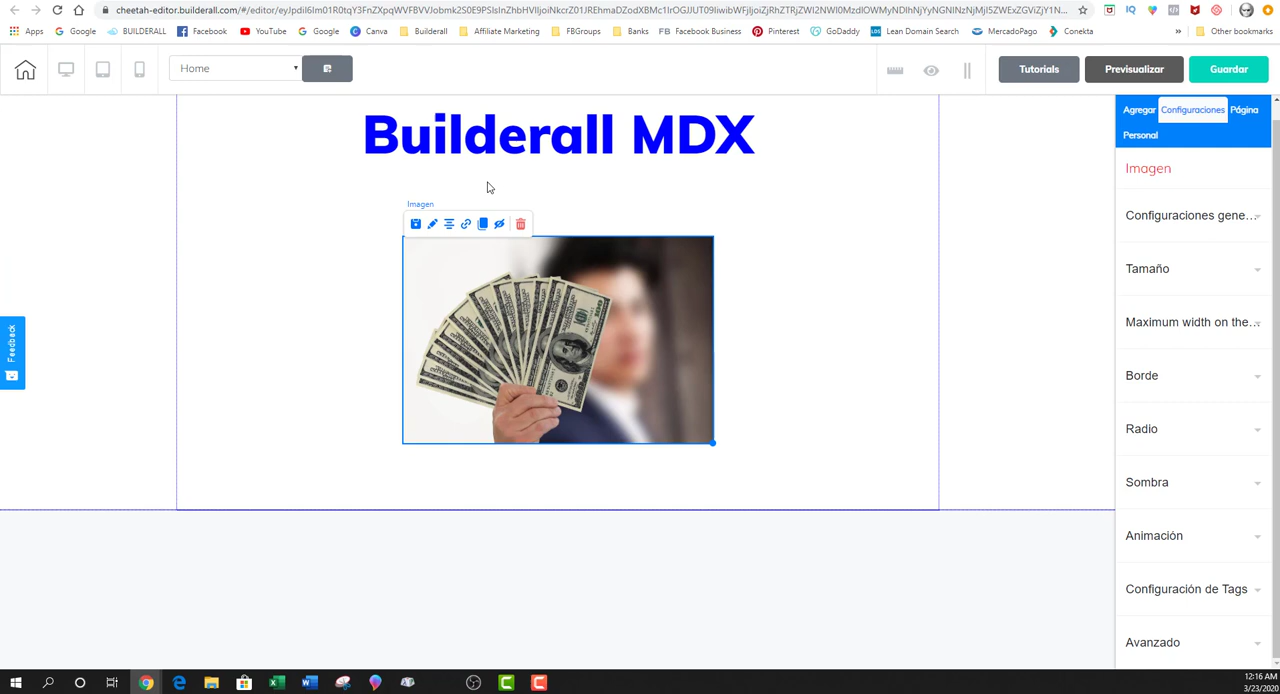 cheetah-editor.builderall.com/#/editor/
Apps Google BUILDERALL Facebook YouTube Google Canva Builderall Affiliate Marketing FBGroups Banks FB Facebook Business Pinterest GoDaddy LDS Lean Domain Search MercadoPago Conekta » Other bookmarks
Home
Tutorials
Previsualizar
Guardar
Agregar Configuraciones Página
Personal
Builderall MDX
Imagen
Imagen
Configuraciones gene...
Tamaño
Maximum width on the...
Borde
Radio
Sombra
Animación
Configuración de Tags
Avanzado
Feedback
12:16 AM
3/23/2020